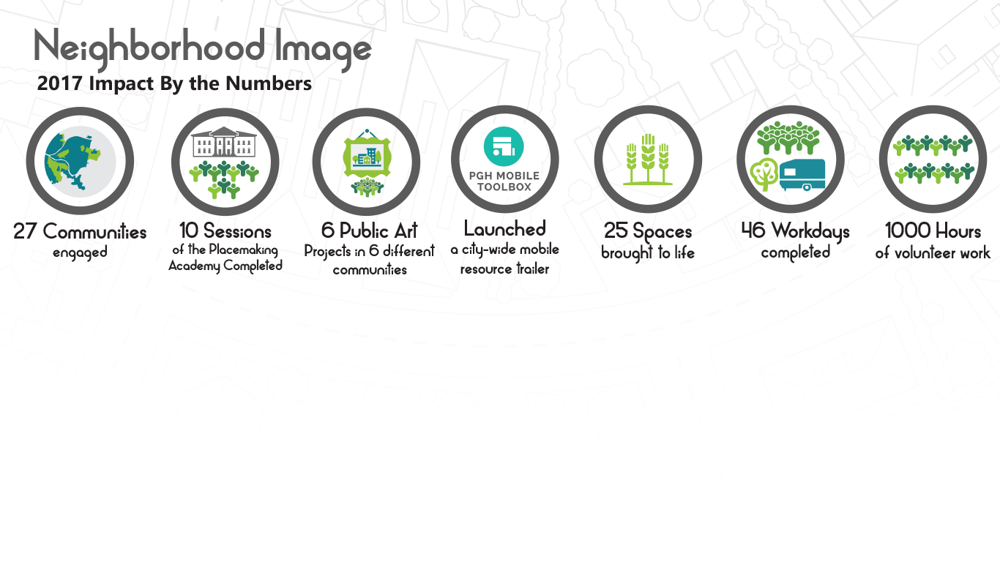 Neighborhood Image
2017 Impact By the Numbers
PGH MOBILE
TOOLBOX
27 Communities
engaged
10 Sessions
of the Placemaking
Academy Completed
6 Public Art
Projects in 6 different
communities
Launched
a city-wide mobile
resource trailer
25 Spaces
brought to life
46 Workdays
completed
1000 Hours
of volunteer work